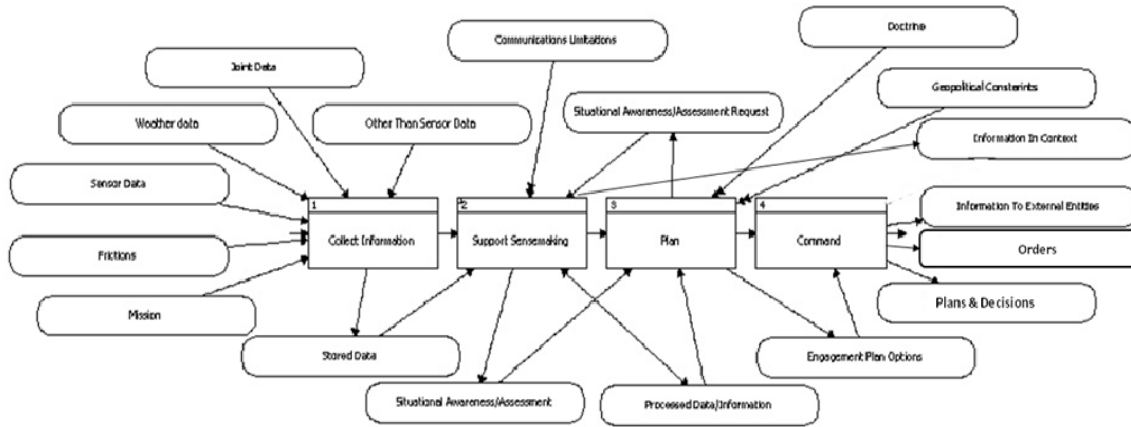 Doctrine
Communications Limitations
Joint Data
Geopolitical Constarints
Situational Awareness/Assessment Request
Weather data
Other Than Sensor Data
Information In Context
Sensor Data
1
2
3
4
Information To External Entities
Collect Information
Support Sensemaking
Plan
Command
Orders
Frictions
Plans & Decisions
Mission
Stored Data
Engagement Plan Options
Situational Awareness/Assessment
Processed Data/Information